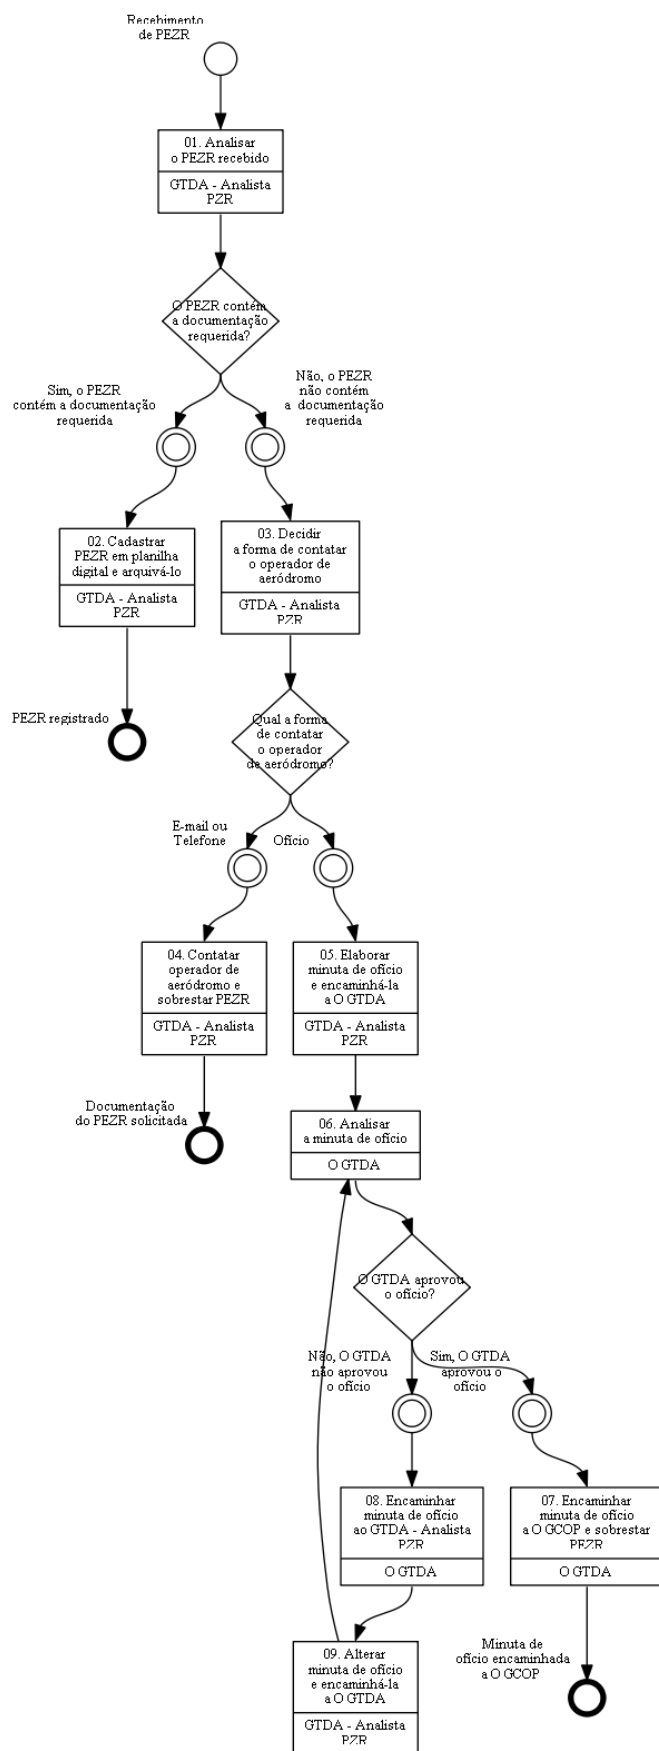 Recebimento
de PEZR
01. Analisar
o PEZR recebido
GTDA - Analista
PZR
O PEZR contém
a documentação
requerida?
Sim, o PEZR
contém a documentação
requerida
Não, o PEZR
não contém
a documentação
requerida
02. Cadastrar
PEZR em planilha
digital e arquivá-lo
GTDA - Analista
PZR
03. Decidir
a forma de contatar
o operador de
aeródromo
GTDA - Analista
PZR
PEZR registrado
Qual a forma
de contatar
o operador
de aeródromo?
E-mail ou
Telefone
Ofício
04. Contatar
operador de
aeródromo e
sobrestar PEZR
GTDA - Analista
PZR
05. Elaborar
minuta de ofício
e encaminhá-la
a O GTDA
GTDA - Analista
PZR
Documentação
do PEZR solicitada
06. Analisar
a minuta de ofício
O GTDA
O GTDA aprovou
o ofício?
Não, O GTDA
não aprovou
o ofício
Sim, O GTDA
aprovou o
ofício
08. Encaminhar
minuta de ofício
ao GTDA - Analista
PZR
O GTDA
07. Encaminhar
minuta de ofício
a O GCOP e sobrestar
PEZR
O GTDA
09. Alterar
minuta de ofício
e encaminhá-la
a O GTDA
GTDA - Analista
PZR
Minuta de
ofício encaminhada
a O GCOP